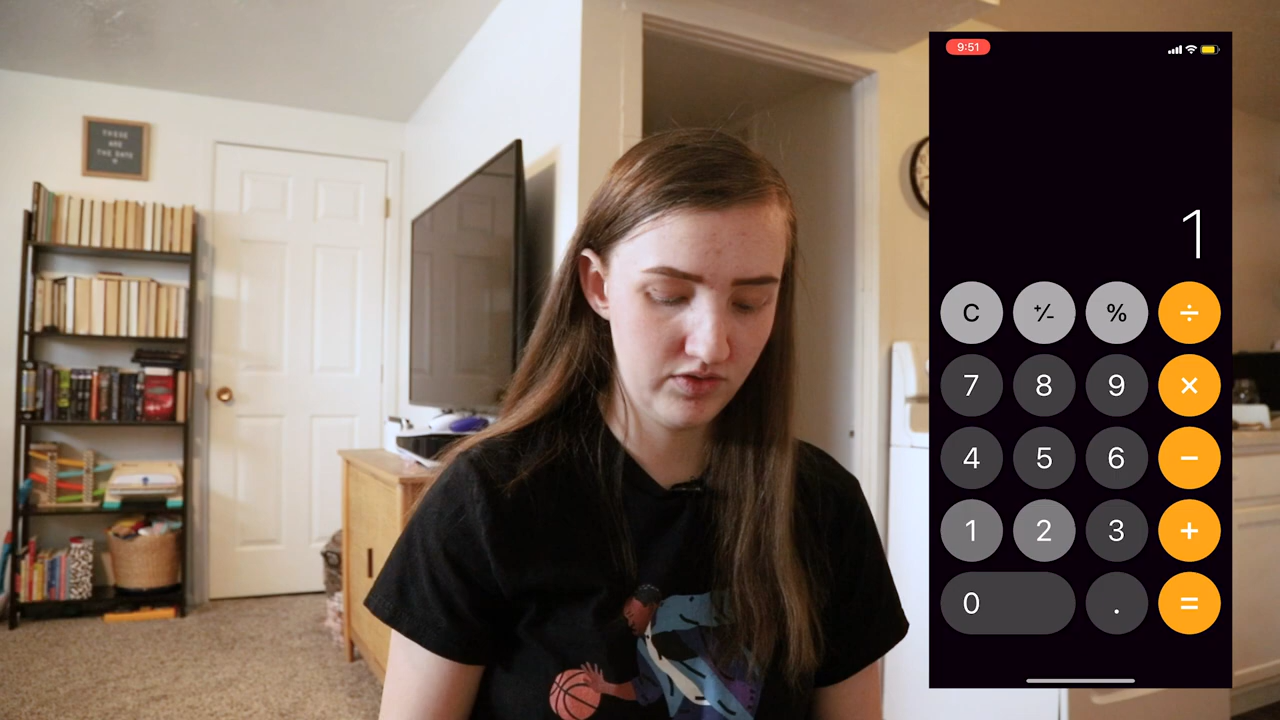 THESE
ARE
THE DAYS
9:51
1
C +/- % ÷
7 8 9 ×
4 5 6 −
1 2 3 +
0 . =